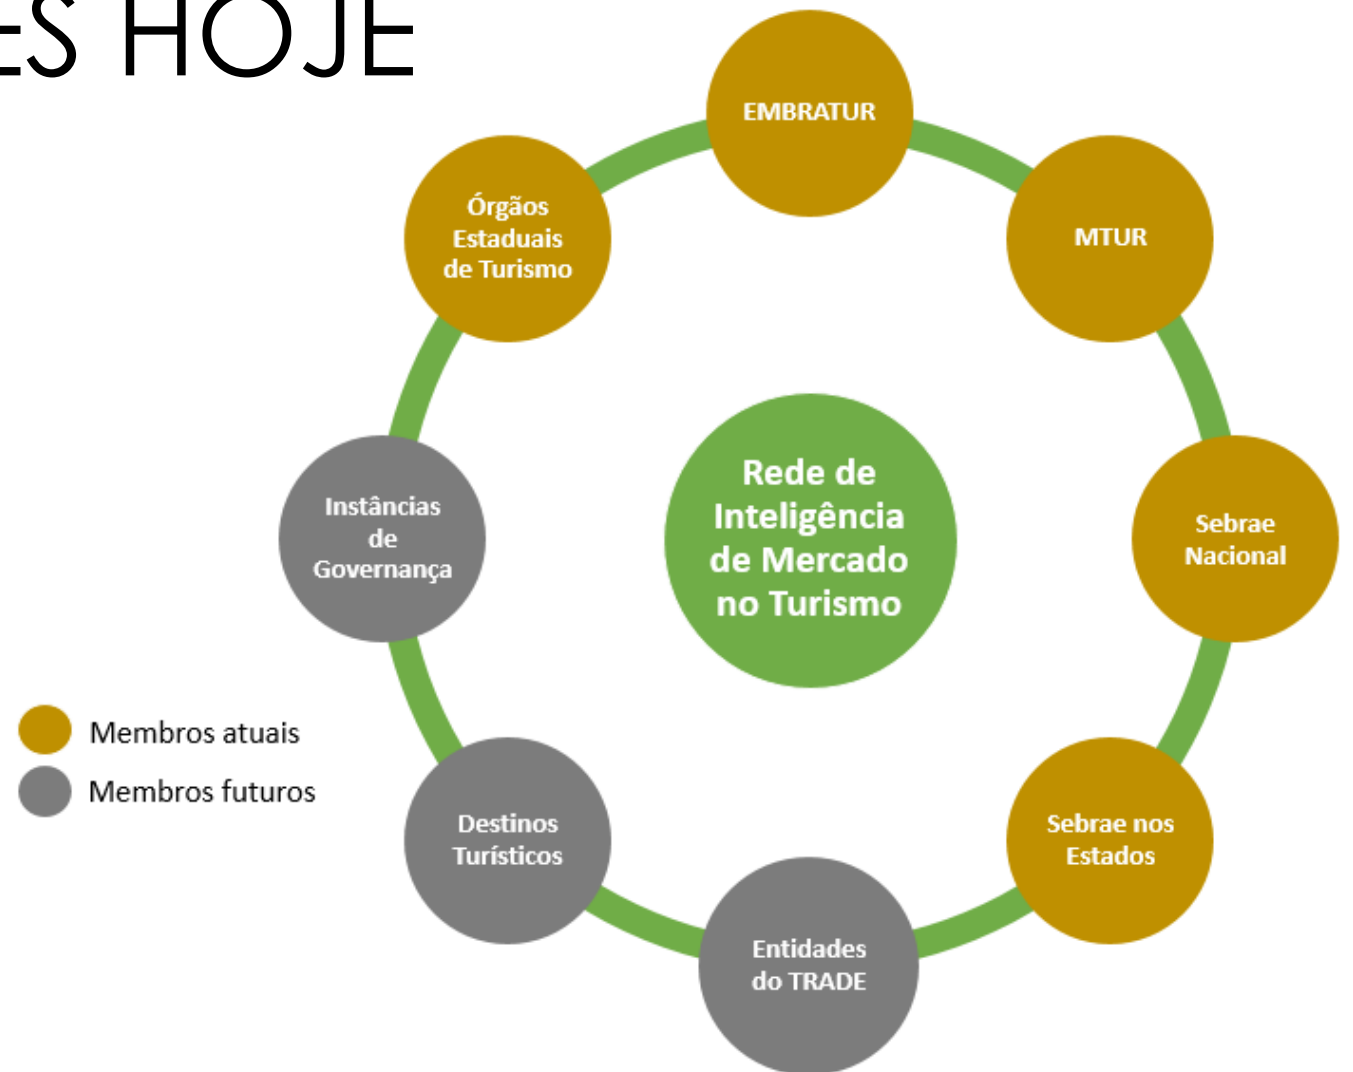 ES HOJE
EMBRATUR
MTUR
Sebrae
Nacional
Sebrae nos
Estados
Entidades
do TRADE
Destinos
Turísticos
Instâncias
de
Governança
Órgãos
Estaduais
de Turismo
Rede de
Inteligência
de Mercado
no Turismo
Membros atuais
Membros futuros